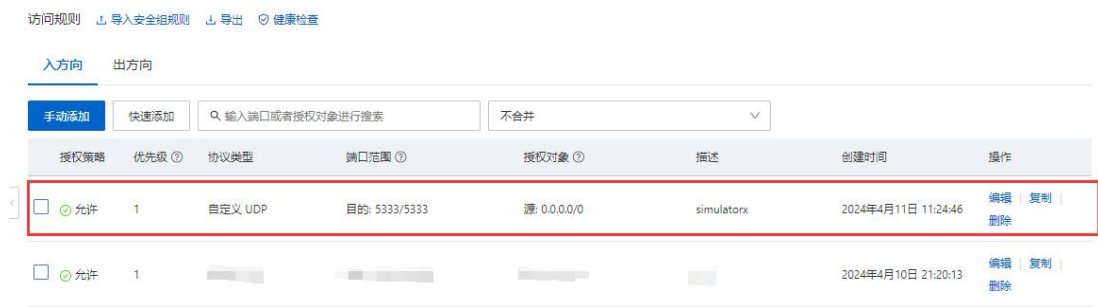 访问规则 导入安全组规则 导出 健康检查
入方向 出方向
手动添加 快速添加 输入端口或者授权对象进行搜索 不合并
授权策略 优先级 协议类型 端口范围 授权对象 描述 创建时间 操作
允许 1 自定义 UDP 目的: 5333/5333 源: 0.0.0.0/0 simulatorx 2024年4月11日 11:24:46 编辑 复制
删除
允许 1 2024年4月10日 21:20:13 编辑 复制
删除